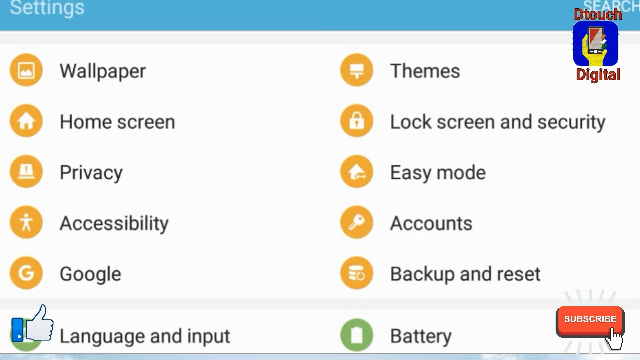 Settings
SEARCH
Dtouch
Digital
Wallpaper
Themes
Home screen
Lock screen and security
Privacy
Easy mode
Accessibility
Accounts
Google
Backup and reset
Language and input
Battery
SUBSCRIBE